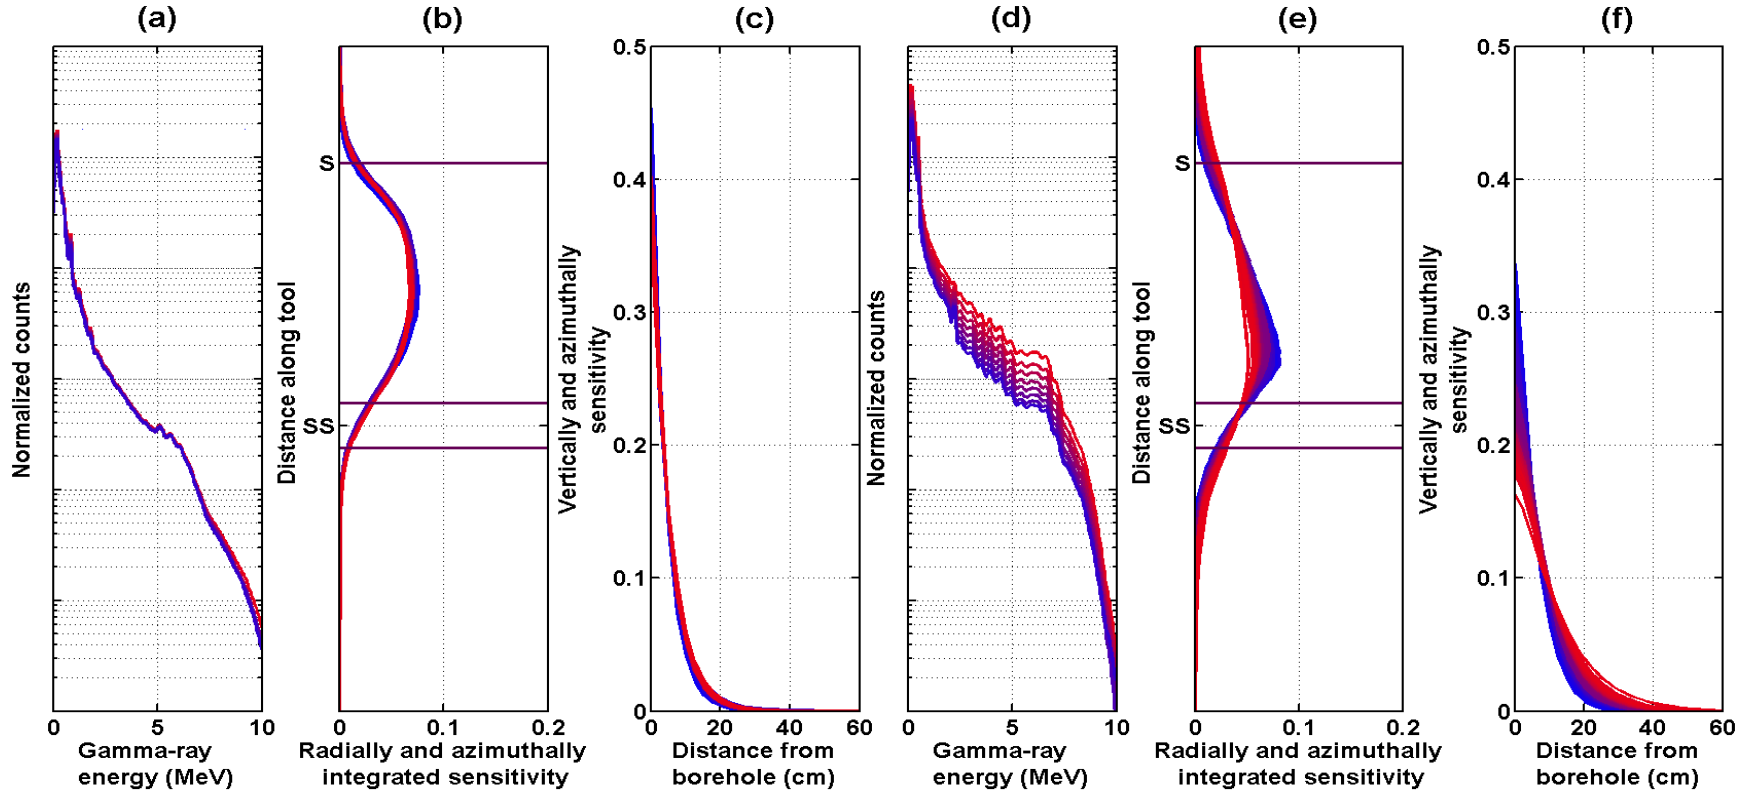 (a)
(b)
(c)
(d)
(e)
(f)
Normalized counts
0
5
10
Gamma-ray
energy (MeV)
Distance along tool
S
SS
0
0.1
0.2
Radially and azimuthally
integrated sensitivity
Vertically and azimuthally
sensitivity
0.5
0.4
0.3
0.2
0.1
0
0
20
40
60
Distance from
borehole (cm)
Normalized counts
0
5
10
Gamma-ray
energy (MeV)
Distance along tool
S
SS
0
0.1
0.2
Radially and azimuthally
integrated sensitivity
Vertically and azimuthally
sensitivity
0.5
0.4
0.3
0.2
0.1
0
0
20
40
60
Distance from
borehole (cm)